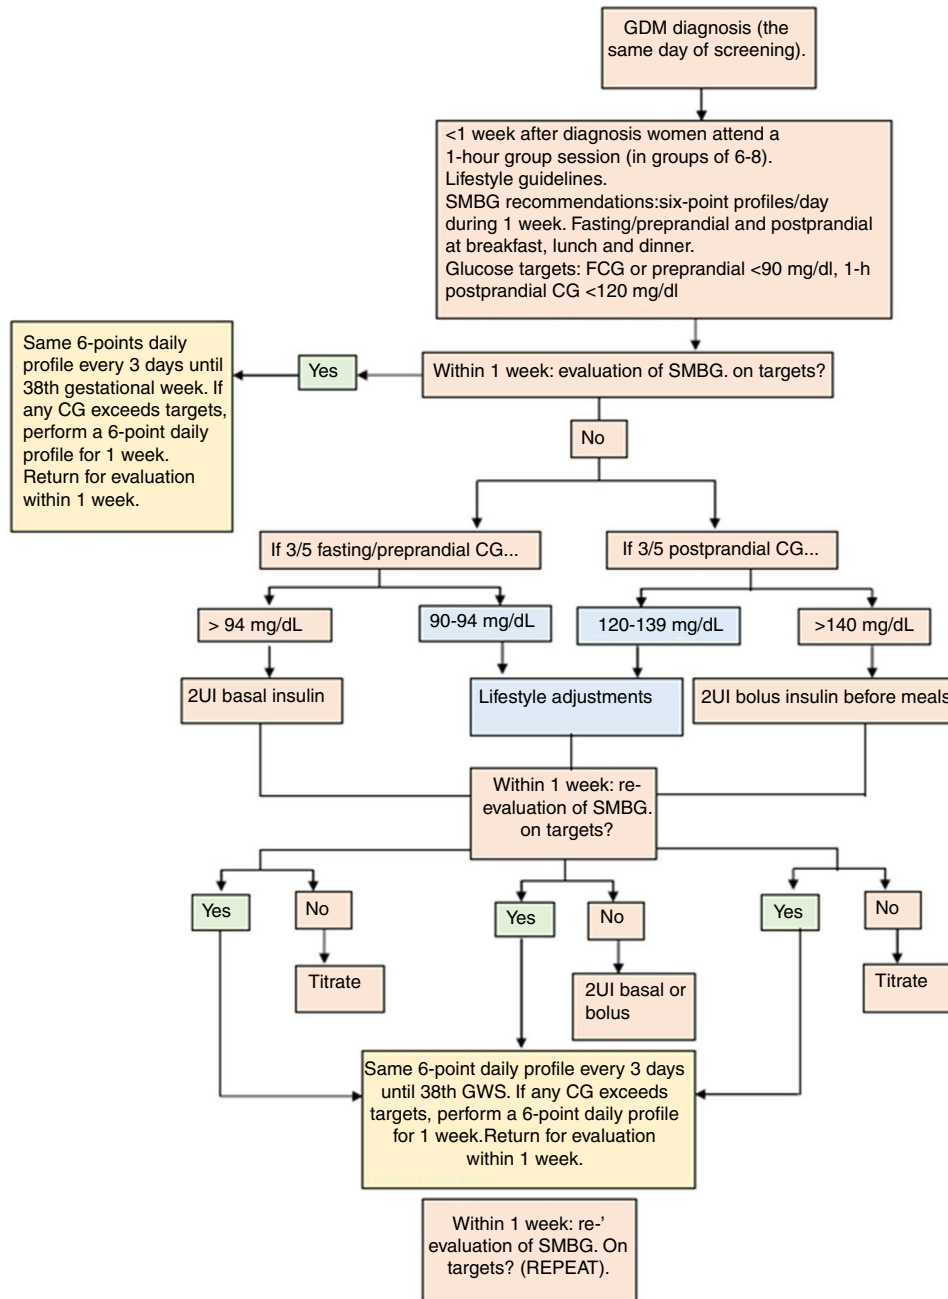 GDM diagnosis (the
same day of screening).
<1 week after diagnosis women attend a
1-hour group session (in groups of 6-8).
Lifestyle guidelines.
SMBG recommendations:six-point profiles/day
during 1 week. Fasting/preprandial and postprandial
at breakfast, lunch and dinner.
Glucose targets: FCG or preprandial <90 mg/dl, 1-h
postprandial CG <120 mg/dl
Within 1 week: evaluation of SMBG. on targets?
Yes
Same 6-points daily
profile every 3 days until
38th gestational week. If
any CG exceeds targets,
perform a 6-point daily
profile for 1 week.
Return for evaluation
within 1 week.
No
If 3/5 fasting/preprandial CG...
If 3/5 postprandial CG...
> 94 mg/dL
90-94 mg/dL
120-139 mg/dL
>140 mg/dL
2UI basal insulin
Lifestyle adjustments
2UI bolus insulin before meals
Within 1 week: re-
evaluation of SMBG.
on targets?
Yes
No
Yes
No
Yes
No
Titrate
2UI basal or
bolus
Titrate
Same 6-point daily profile every 3 days
until 38th GWS. If any CG exceeds
targets, perform a 6-point daily profile
for 1 week.Return for evaluation
within 1 week.
Within 1 week: re-'
evaluation of SMBG. On
targets? (REPEAT).